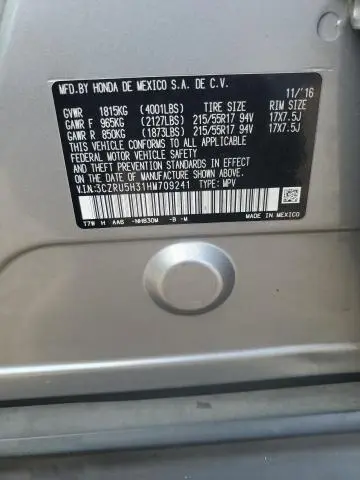 MFD.BY HONDA DE MEXICO S.A. DE C.V. 11/'16
GVWR 1815KG (4001LBS) TIRE SIZE RIM SIZE
GAWR F 965KG (2127LBS) 215/55R17 94V 17X7.5J
GAWR R 850KG (1873LBS) 215/55R17 94V 17X7.5J
THIS VEHICLE CONFORMS TO ALL APPLICABLE
FEDERAL MOTOR VEHICLE SAFETY
AND THEFT PREVENTION STANDARDS IN EFFECT ON
THE DATE OF MANUFACTURE SHOWN ABOVE.
V.I.N:3CZRU5H31HM709241 TYPE: MPV
T7W H AA6 -NH830M -B -M MADE IN MEXICO